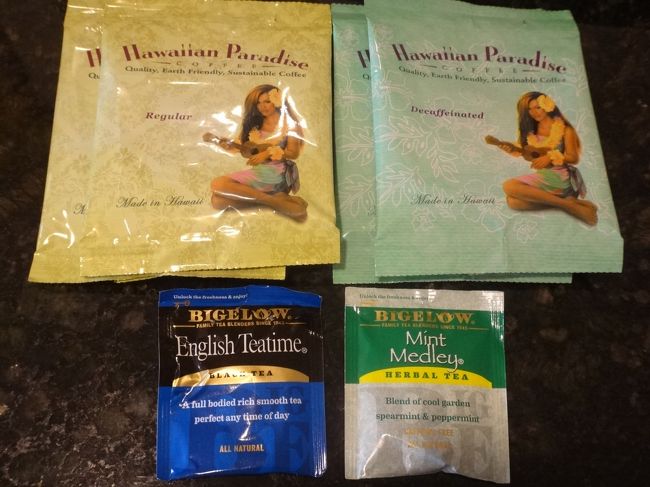 Hawaiian Paradise
COFFEE
Quality, Earth Friendly, Sustainable Coffee
Regular
Made in Hawaii
Hawaiian Paradise
COFFEE
Quality, Earth Friendly, Sustainable Coffee
Decaffeinated
Made in Hawaii
Unlock the freshness & enjoy!
BIGELOW®
FAMILY TEA BLENDERS SINCE 1945
English Teatime®
BLACK TEA
A full bodied rich smooth tea
perfect any time of day
ALL NATURAL
Unlock the freshness & enjoy!
BIGELOW®
FAMILY TEA BLENDERS SINCE 1945
Mint
Medley®
HERBAL TEA
Blend of cool garden
spearmint & peppermint
CAFFEINE FREE